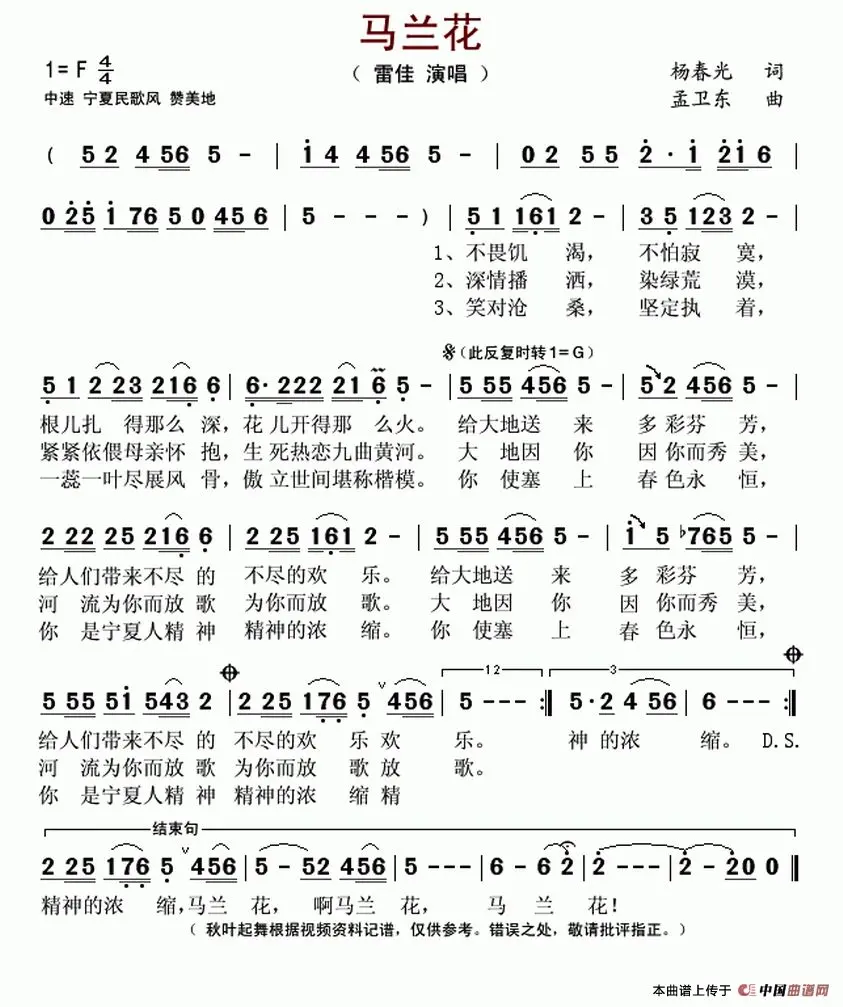 马兰花
1= F 4/4
（ 雷佳 演唱 ）
杨春光 词
中速 宁夏民歌风 赞美地
孟卫东 曲
( 5 2 4 56 5 - | 1 4 4 56 5 - | 0 2 5 5 2 · 1 21 6 |
0 25 1 76 5 0 45 6 | 5 - - - ) | 5 1 161 2 - | 3 5 123 2 - |
1、不畏饥 渴， 不怕寂 寞，
2、深情播 洒， 染绿荒 漠，
3、笑对沧 桑， 坚定执 着，
𝄋（此反复时转1=G）
5 1 2 23 216 6 | 6· 222 21 6 5 - | 5 55 456 5 - | 5 2 456 5 - |
根儿扎 得那么 深，花 儿开得那 么火。 给大地送 来 多 彩芬 芳，
紧紧依偎母亲怀 抱，生 死热恋九曲黄河。 大 地因 你 因 你而秀 美，
一蕊一叶尽展风 骨，傲 立世间堪称楷模。 你 使塞 上 春 色永 恒，
2 22 25 216 6 | 2 25 161 2 - | 5 55 456 5 - | 1 5 ♭765 5 - |
给人们带来不尽 的 不尽的欢 乐。 给大地送 来 多 彩芬 芳，
河 流为你而放 歌 为你而放 歌。 大 地因 你 因 你而秀 美，
你 是宁夏人精 神 精神的浓 缩。 你 使塞 上 春 色永 恒，
12
3
5 55 51 543 2 | 2 25 176 5 ∨ 456 | 5 - - - :‖ 5·2 4 56 | 6 - - - :‖
给人们带来不尽 的 不尽的欢 乐 欢 乐。 神 的浓 缩。 D.S.
河 流为你而放 歌 为你而放 歌 放 歌。
你 是宁夏人精 神 精神的浓 缩 精
结束句
2 25 176 5 ∨ 456 | 5 - 52 456 | 5 - - - | 6 - 6 2 | 2 - - - | 2 - 20 0 ‖
精神的浓 缩，马兰 花， 啊马兰 花， 马 兰 花！
（ 秋叶起舞根据视频资料记谱，仅供参考。错误之处，敬请批评指正。）
本曲谱上传于 中国曲谱网